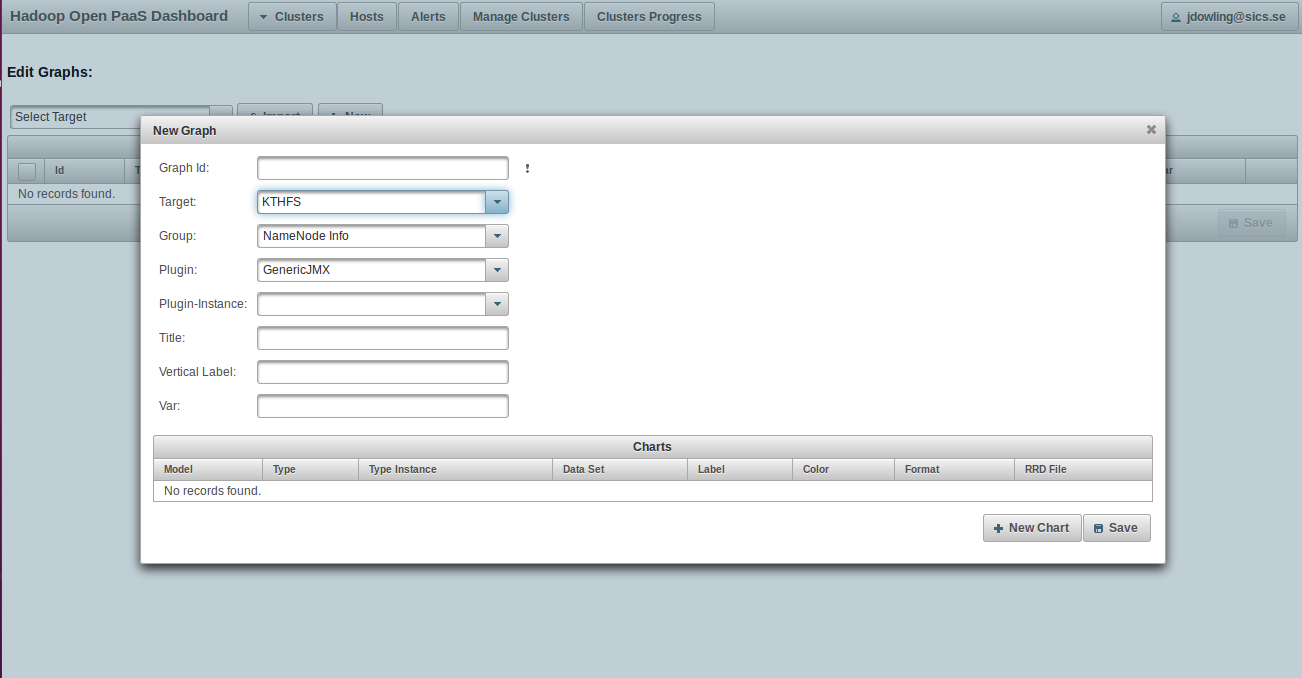 Hadoop Open PaaS Dashboard Clusters Hosts Alerts Manage Clusters Clusters Progress jdowling@sics.se
Edit Graphs:
Select Target Import New
New Graph
Id
No records found.
Save
Graph Id:
Target: KTHFS
Group: NameNode Info
Plugin: GenericJMX
Plugin-Instance:
Title:
Vertical Label:
Var:
Charts
Model Type Type Instance Data Set Label Color Format RRD File
No records found.
New Chart Save